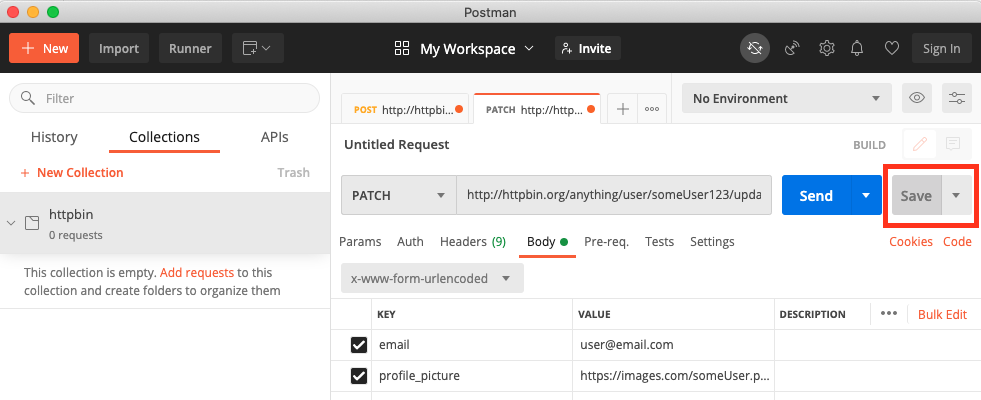 Postman
+ New Import Runner My Workspace Invite Sign In
Filter
History Collections APIs
+ New Collection Trash
httpbin
0 requests
This collection is empty. Add requests to this
collection and create folders to organize them
POST http://httpbi... PATCH http://http... + ••• No Environment
Untitled Request BUILD
PATCH http://httpbin.org/anything/user/someUser123/upda Send Save
Params Auth Headers (9) Body Pre-req. Tests Settings Cookies Code
x-www-form-urlencoded
KEY VALUE DESCRIPTION ••• Bulk Edit
email user@email.com
profile_picture https://images.com/someUser.p...